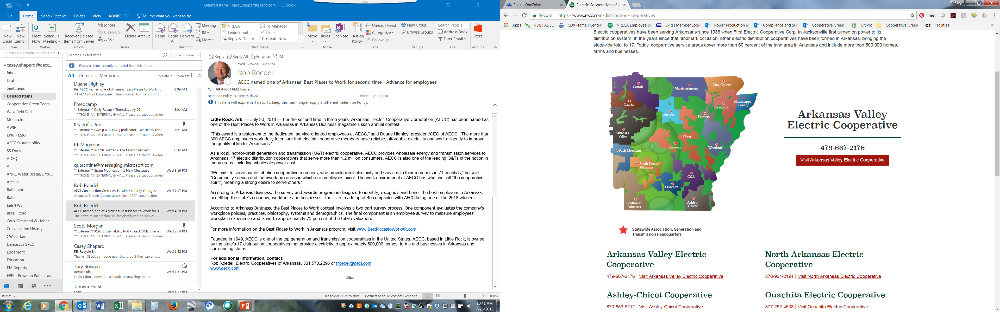 Deleted Items - casey.shepard@aecc.com - Outlook
File Home Send / Receive Folder View ADOBE PDF Tell me what you want to do
New Email
New Items
New
Meet Now
Schedule Meeting
Webex
Recover Deleted Items from Server
Actions
Ignore
Clean Up
Junk
Delete Archive
Delete
Reply Reply All Forward
Meeting
IM
More
Respond
NRECA
Team Email
Reply & Delete
To Manager
Done
Create New
Quick Steps
Move Rules OneNote
Move
Assign Policy
Unread/ Read
Categorize
Follow Up
Tags
New Group
Browse Groups
Groups
Search People
Address Book
Filter Email
Find
Store
Add-ins
Drag Your Favorite Folders Here
casey.shepard@aecc....
Inbox
Drafts
Sent Items
Deleted Items
Cooperative Green Team
Wakefield Park
Monarchs
AWIP
EPRI - ESIG
AECC Sustainability
$$ Docs
ADEQ
Air
ANRC Water Usage/Drou...
Archive
Baltz Lake
Bats
Eels/FWS
Brazil Road
Cato-Olmstead & Heber
Conversation History
CW-Partain
Damascus SPCC
Edgemont
Education
EIA Reports
EPRI - Power in Pollinators
Items: 179
Search Deleted Items Current Folder
Recover items recently removed from this folder
All Unread Mentions By Date Newest
Duane Highley
Re: AECC named one of Arkansas' Best Places to Work f... 8:09 AM
All AECC/AECI Employees, Thank you all for making this
Freedcamp
** External ** Daily Recap - Thursday July 26th 8:01 AM
*** THIS IS AN EXTERNAL E-MAIL. Please be cautious when
Krystofik, Joe
** External ** Fwd: [EXTERNAL] [Pollinator] Get Ready for... 7:21 AM
*** THIS IS AN EXTERNAL E-MAIL. Please be cautious when
RE Magazine
** External ** Words Matter – The Lexicon Project 6:32 AM
*** THIS IS AN EXTERNAL E-MAIL. Please be cautious when
quarantine@messaging.microsoft.com
** External ** Spam Notification: 1 New Messages Wed 8:16 PM
*** THIS IS AN EXTERNAL E-MAIL. Please be cautious when
Rob Roedel
AECI Construction Crews Assist with Kentucky Outages Wed 7:17 PM
Arkansas Electric Cooperatives, Inc. (AECI) construction
Rob Roedel
AECC named one of Arkansas' Best Places to Work for s... Wed 4:30 PM
The news release below will be distributed on July 26.
Scott, Morgan
** External ** P198 Sustainability ROI Project: SME Intervi... Wed 2:54 PM
*** THIS IS AN EXTERNAL E-MAIL. Please be cautious when
Casey Shepard
RE: Recycle Bin Wed 1:52 PM
Thanks! I'll ask someone near that area if they can empty
Tory Bowren
Recycle Bin Wed 1:51 PM
Hey!! I don't know the schedule or anything, but the
Tamera Hurst
EMR Wed 1:17 PM
Reply Reply All Forward IM
Wed 7/25/2018 4:29 PM
Rob Roedel
AECC named one of Arkansas' Best Places to Work for second time - Advance for employees
To All AECC/AECI Users
Retention Policy Delete (5 days) Expires 7/30/2018
This item will expire in 4 days. To keep this item longer apply a different Retention Policy.
Little Rock, Ark. — July 26, 2018 — For the second time in three years, Arkansas Electric Cooperative Corporation (AECC) has been named as
one of the Best Places to Work in Arkansas in Arkansas Business magazine's sixth annual contest.
"This award is a testament to the dedicated, service-oriented employees at AECC," said Duane Highley, president/CEO of AECC. "The more than
300 AECC employees work daily to ensure that electric cooperative members have reliable, affordable electricity and work diligently to improve
the quality of life for Arkansans."
As a local, not-for-profit generation and transmission (G&T) electric cooperative, AECC provides wholesale energy and transmission services to
Arkansas' 17 electric distribution cooperatives that serve more than 1.2 million consumers. AECC is also one of the leading G&Ts in the nation in
many areas, including wholesale power cost.
"We exist to serve our distribution cooperative members, who provide retail electricity and services to their members in 74 counties," he said.
"Community service and teamwork are areas in which our employees excel. The work environment at AECC has what we call "the cooperative
spirit", meaning a strong desire to serve others."
According to Arkansas Business, the survey and awards program is designed to identify, recognize and honor the best employers in Arkansas,
benefiting the state's economy, workforce and businesses. The list is made up of 40 companies with AECC being one of the 2018 winners.
According to Arkansas Business, the Best Places to Work contest involves a two-part survey process. One component evaluates the company's
workplace policies, practices, philosophy, systems and demographics. The final component is an employee survey to measure employees'
workplace experience and is worth approximately 75 percent of the total evaluation.
For more information on the Best Places to Work in Arkansas program, visit www.BestPlacestoWorkAR.com.
Founded in 1949, AECC is one of the top generation and transmission cooperatives in the United States. AECC, based in Little Rock, is owned
by the state's 17 distribution cooperatives that provide electricity to approximately 500,000 homes, farms and businesses in Arkansas and
surrounding states.
For additional information, contact:
Rob Roedel, Electric Cooperatives of Arkansas, 501.570.2296 or rroedel@aeci.com
www.aecc.com
###
This folder is up to date. Connected to: Microsoft Exchange 100%
10:41 AM
7/26/2018
Files - OneDrive
Electric Cooperatives of A
Casey
Secure https://www.aecc.com/distribution-cooperatives
Apps PDS | ADEQ CDX Home | Central NRECA Employee Be EPRI | Member Login Power Production ar Compliance and Sup Cooperative Green T UltiPro Cooperative Green T Facilities
Electric cooperatives have been serving Arkansans since 1938 when First Electric Cooperative Corp. in Jacksonville first turned on power to its
distribution system. In the years since that landmark occasion, other electric distribution cooperatives have been formed in Arkansas, bringing the
statewide total to 17. Today, cooperative service areas cover more than 60 percent of the land area in Arkansas and include more than 500,000 homes,
farms and businesses.
Carroll
North Arkansas
Clay County
Ozarks
Mississippi County
Craighead
Petit Jean
Farmers
Arkansas Valley
First
Little Rock
Woodruff
Rich Mountain
South Central Arkansas
C&L
Ouachita
Southwest Arkansas
Ashley-Chicot
Arkansas Valley
Electric Cooperative
479-667-2176
Visit Arkansas Valley Electric Cooperative
Statewide Association, Generation and
Transmission Headquarters
Arkansas Valley Electric
Cooperative
479-667-2176 | Visit Arkansas Valley Electric Cooperative
North Arkansas Electric
Cooperative
870-994-2191 | Visit North Arkansas Electric Cooperative
Ashley-Chicot Cooperative
870-853-5212 | Visit Ashley-Chicot Cooperative
Ouachita Electric Cooperative
877-252-4538 | Visit Ouachita Electric Cooperative